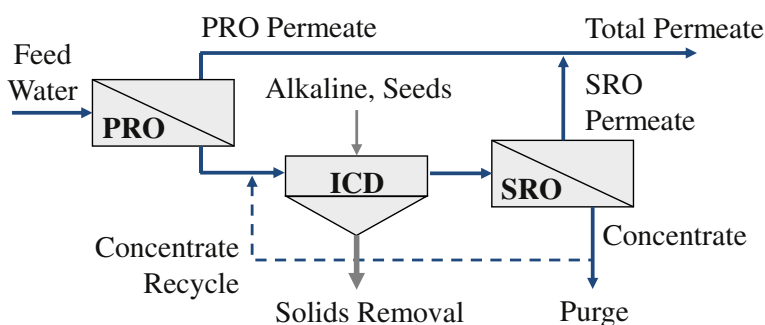 PRO Permeate
Total Permeate
Feed
Water
PRO
Alkaline, Seeds
SRO
Permeate
ICD
SRO
Concentrate
Recycle
Concentrate
Solids Removal
Purge